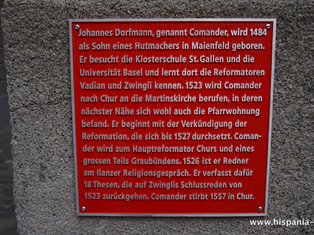 Johannes Dorfmann, genannt Comander, wird 1484
als Sohn eines Hutmachers in Maienfeld geboren.
Er besucht die Klosterschule St. Gallen und die
Universität Basel und lernt dort die Reformatoren
Vadian und Zwingli kennen. 1523 wird Comander
nach Chur an die Martinskirche berufen, in deren
nächster Nähe sich wohl auch die Pfarrwohnung
befand. Er beginnt mit der Verkündigung der
Reformation, die sich bis 1527 durchsetzt. Coman-
der wird zum Hauptreformator Churs und eines
grossen Teils Graubündens. 1526 ist er Redner
am Ilanzer Religionsgespräch. Er verfasst dafür
18 Thesen, die auf Zwinglis Schlussreden von
1523 zurückgehen. Comander stirbt 1557 in Chur.
www.hispania-